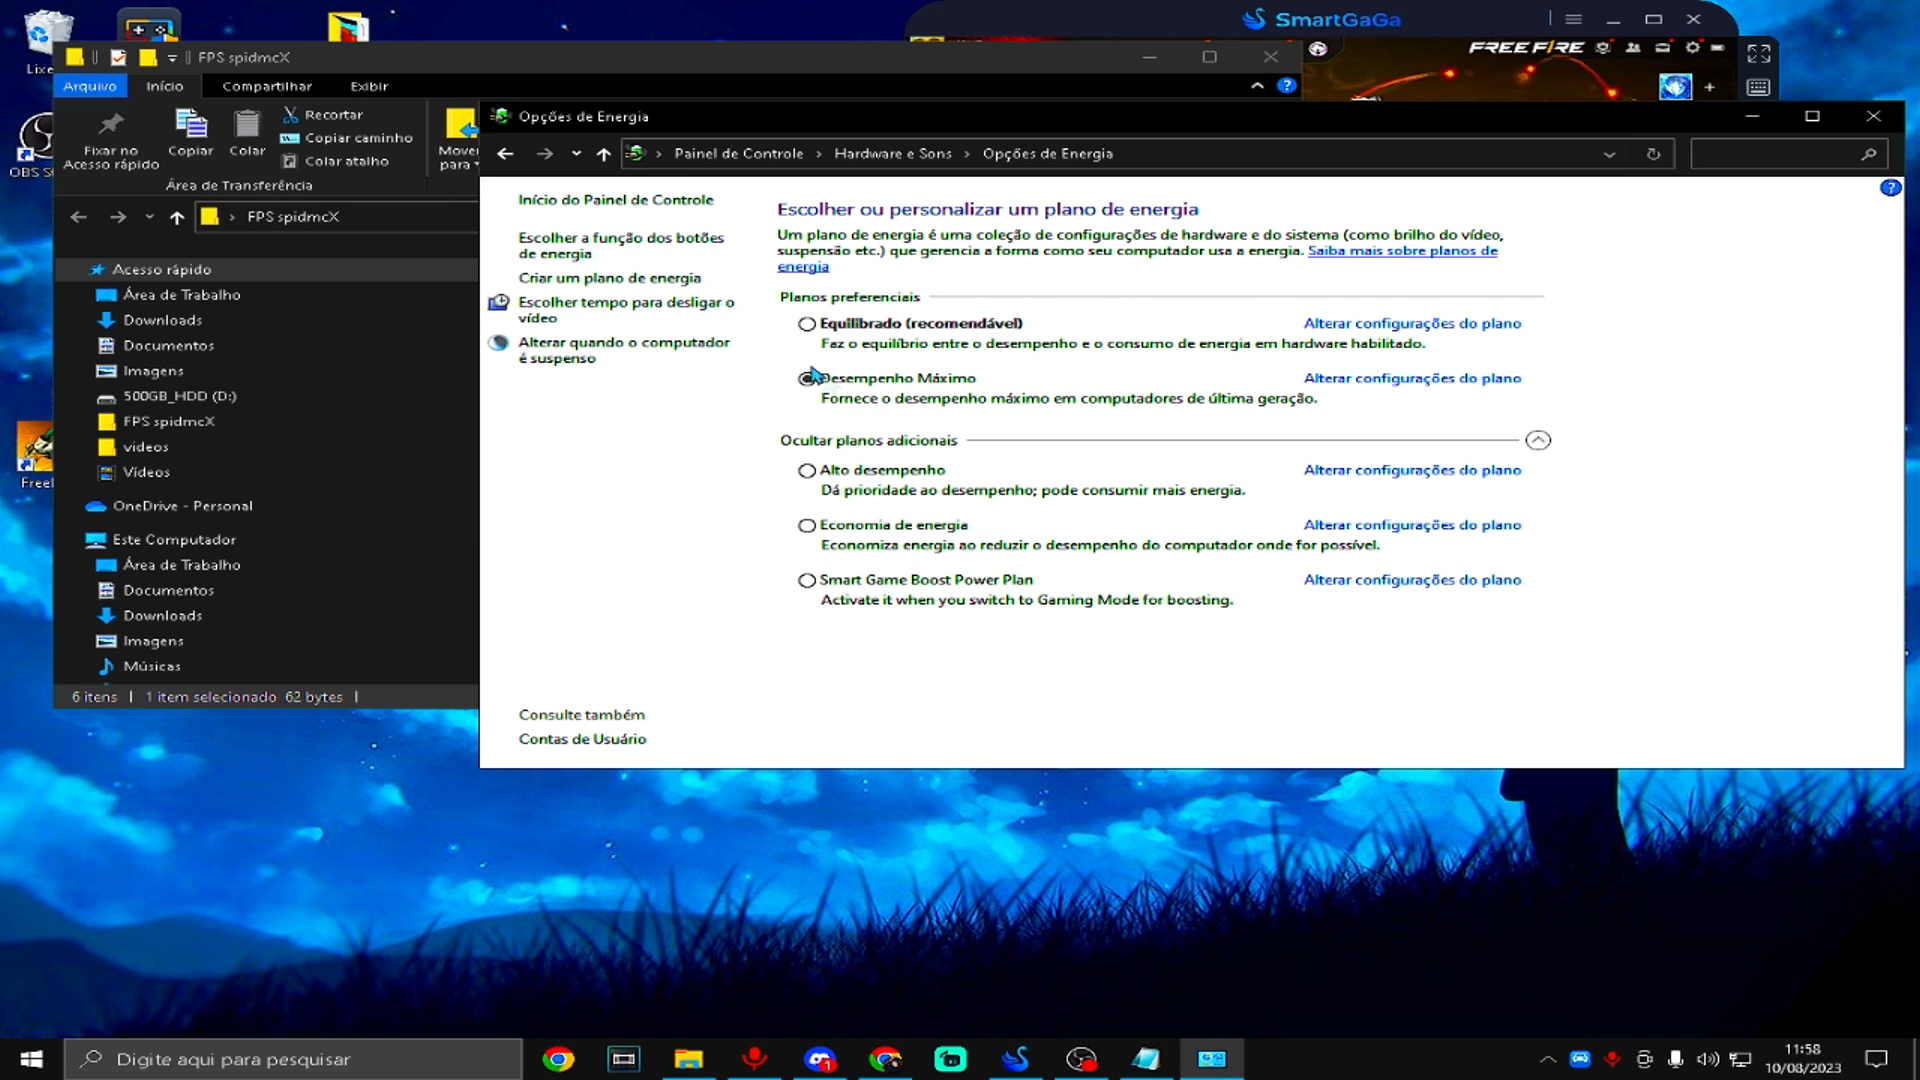 SmartGaGa
Lixe
FPS spidmcX
FREE FIRE
Arquivo
Início
Compartilhar
Exibir
Fixar no
Acesso rápido
Copiar
Colar
Recortar
Copiar caminho
Colar atalho
Mover
para
Área de Transferência
OBS S
Opções de Energia
Painel de Controle > Hardware e Sons > Opções de Energia
FPS spidmcX
Acesso rápido
Área de Trabalho
Downloads
Documentos
Imagens
500GB_HDD (D:)
FPS spidmcX
videos
Vídeos
OneDrive - Personal
Este Computador
Área de Trabalho
Documentos
Downloads
Imagens
Músicas
6 itens
1 item selecionado 62 bytes
Free
Início do Painel de Controle
Escolher a função dos botões
de energia
Criar um plano de energia
Escolher tempo para desligar o
vídeo
Alterar quando o computador
é suspenso
Consulte também
Contas de Usuário
Escolher ou personalizar um plano de energia
Um plano de energia é uma coleção de configurações de hardware e do sistema (como brilho do vídeo,
suspensão etc.) que gerencia a forma como seu computador usa a energia. Saiba mais sobre planos de
energia
Planos preferenciais
Equilibrado (recomendável) Alterar configurações do plano
Faz o equilíbrio entre o desempenho e o consumo de energia em hardware habilitado.
Desempenho Máximo Alterar configurações do plano
Fornece o desempenho máximo em computadores de última geração.
Ocultar planos adicionais
Alto desempenho Alterar configurações do plano
Dá prioridade ao desempenho; pode consumir mais energia.
Economia de energia Alterar configurações do plano
Economiza energia ao reduzir o desempenho do computador onde for possível.
Smart Game Boost Power Plan Alterar configurações do plano
Activate it when you switch to Gaming Mode for boosting.
Digite aqui para pesquisar
1
11:58
10/08/2023